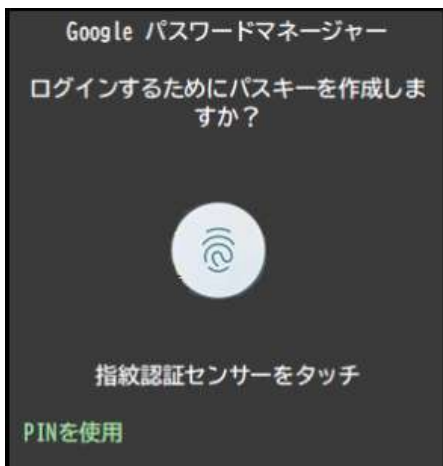 Google パスワードマネージャー
ログインするためにパスキーを作成しま
すか？
指紋認証センサーをタッチ
PINを使用